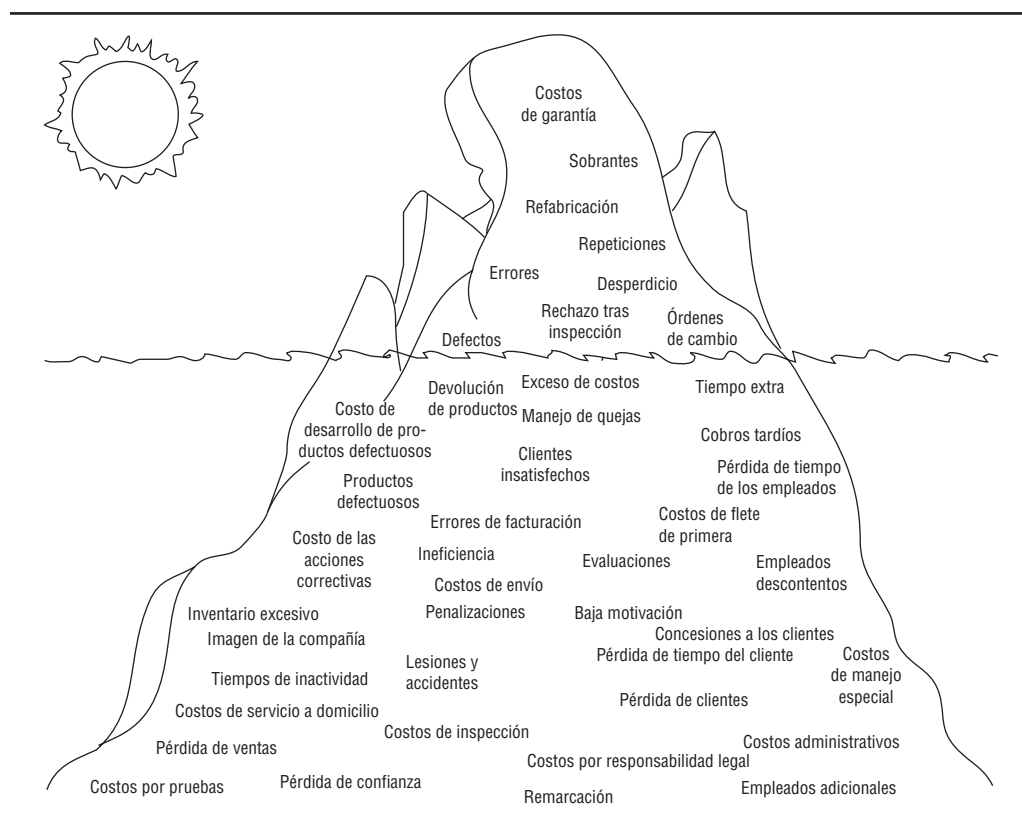 Costos
de garantía
Sobrantes
Refabricación
Repeticiones
Errores
Desperdicio
Rechazo tras
inspección
Órdenes
de cambio
Defectos
Devolución
de productos
Exceso de costos
Tiempo extra
Manejo de quejas
Costo de
desarrollo de pro-
ductos defectuosos
Cobros tardíos
Clientes
insatisfechos
Pérdida de tiempo
de los empleados
Productos
defectuosos
Costos de flete
de primera
Errores de facturación
Costo de las
acciones
correctivas
Ineficiencia
Evaluaciones
Empleados
descontentos
Costos de envío
Inventario excesivo
Penalizaciones
Baja motivación
Imagen de la compañía
Concesiones a los clientes
Pérdida de tiempo del cliente
Costos
de manejo
especial
Lesiones y
accidentes
Tiempos de inactividad
Pérdida de clientes
Costos de servicio a domicilio
Costos de inspección
Pérdida de ventas
Costos administrativos
Costos por responsabilidad legal
Costos por pruebas
Pérdida de confianza
Empleados adicionales
Remarcación